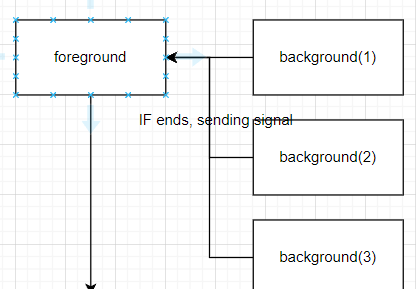 foreground
background(1)
IF ends, sending signal
background(2)
background(3)